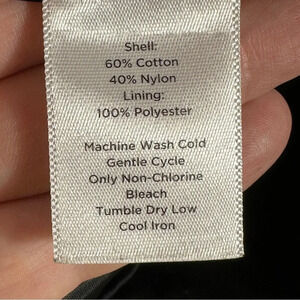 Shell:
60% Cotton
40% Nylon
Lining:
100% Polyester
Machine Wash Cold
Gentle Cycle
Only Non-Chlorine
Bleach
Tumble Dry Low
Cool Iron